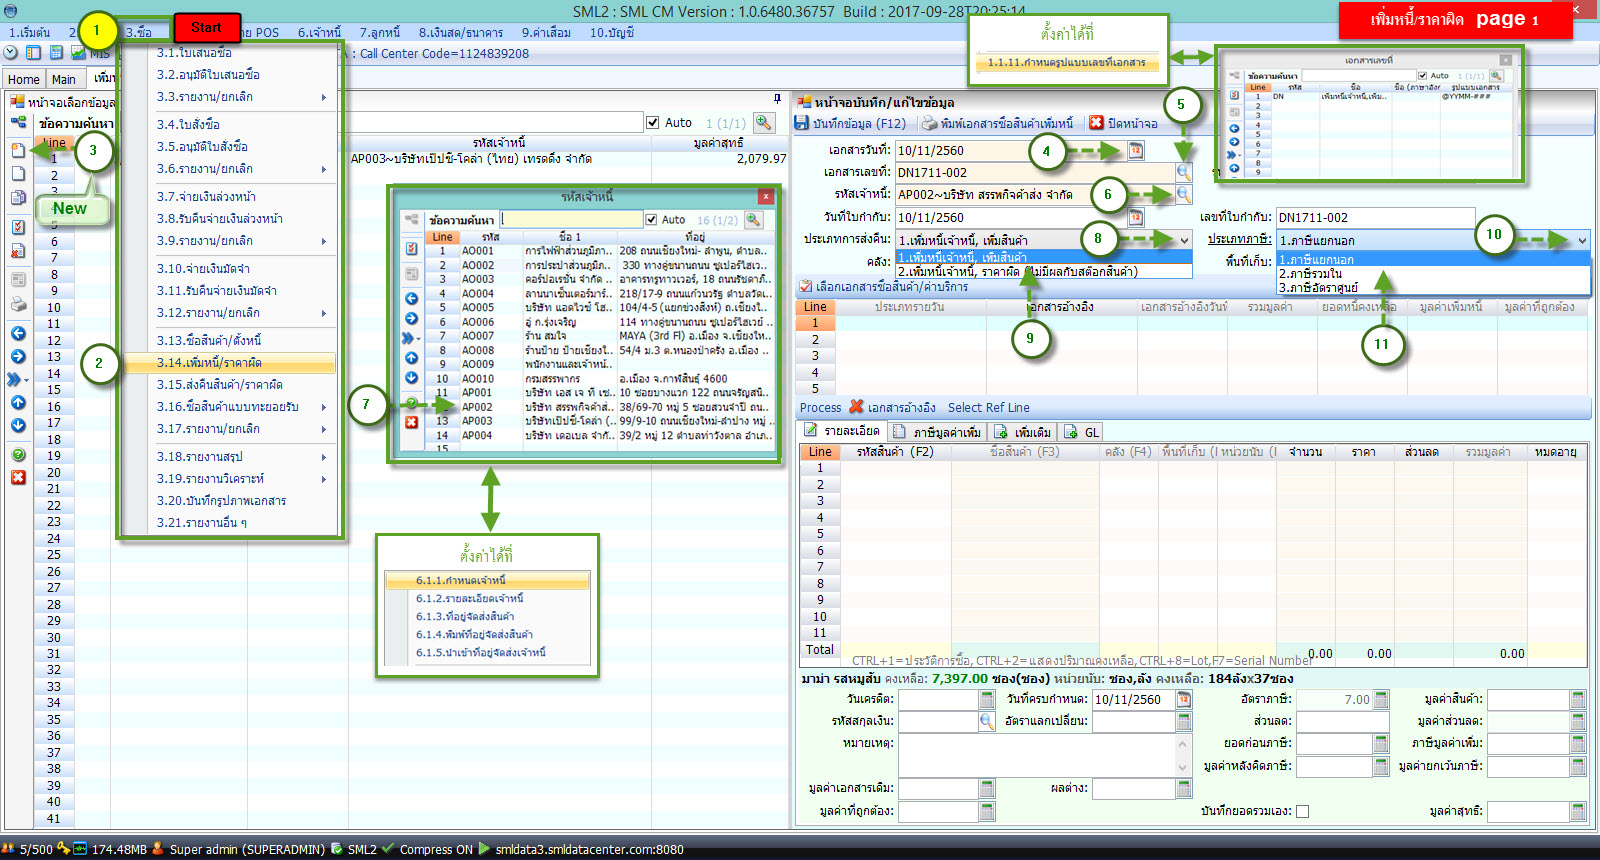 SML2 : SML CM Version : 1.0.6480.36757 Build : 2017-09-28T20:25:14
เพิ่มหนี้/ราคาผิด page 1
1.เริ่มต้น
1
3.ซื้อ
Start
POS
6.เจ้าหนี้
7.ลูกหนี้
8.เงินสด/ธนาคาร
9.ค่าเสื่อม
10.บัญชี
MIS
: Call Center Code=1124839208
Home
Main
3.1.ใบเสนอซื้อ
3.2.อนุมัติใบเสนอซื้อ
3.3.รายงาน/ยกเลิก
3.4.ใบสั่งซื้อ
3.5.อนุมัติใบสั่งซื้อ
3.6.รายงาน/ยกเลิก
3.7.จ่ายเงินล่วงหน้า
3.8.รับคืนจ่ายเงินล่วงหน้า
3.9.รายงาน/ยกเลิก
3.10.จ่ายเงินมัดจำ
3.11.รับคืนจ่ายเงินมัดจำ
3.12.รายงาน/ยกเลิก
3.13.ซื้อสินค้า/ตั้งหนี้
2
3.14.เพิ่มหนี้/ราคาผิด
3.15.ส่งคืนสินค้า/ราคาผิด
3.16.ซื้อสินค้าแบบทะยอยรับ
3.17.รายงาน/ยกเลิก
3.18.รายงานสรุป
3.19.รายงานวิเคราะห์
3.20.บันทึกรูปภาพเอกสาร
3.21.รายงานอื่น ๆ
หน้าจอเลือกข้อมูล
ข้อความค้นหา
Auto 1 (1/1)
Line
รหัสเจ้าหนี้
มูลค่าสุทธิ
AP003~บริษัทเป๊ปซี่-โคล่า (ไทย) เทรดดิ้ง จำกัด
2,079.97
3
New
1
2
5
6
7
8
9
10
11
12
13
14
15
16
17
18
19
20
21
22
23
24
25
26
27
28
29
30
31
32
33
34
35
36
37
38
39
40
41
รหัสเจ้าหนี้
ข้อความค้นหา
Auto 16 (1/2)
Line รหัส ชื่อ 1 ที่อยู่
1 AO001 การไฟฟ้าส่วนภูมิภา... 208 ถนนเชียงใหม่- ลำพูน, ตำบล...
2 AO002 การประปาส่วนภูมิภา... 330 ทางคู่ขนานถนน ซูเปอร์ไฮเว...
3 AO003 คอร์ปอเรชั่น จำกัด ... อาคารทรูทาวเวอร์, 18 ถนนรัชดาภิ...
4 AO004 ลานนาเซ็นเตอร์มาร์... 218/17-9 ถนนแก้วนวรัฐ ตำบลวัดเ...
5 AO005 บริษัท แอดไวซ์ โฮ... 104/4-5 (แยกช่วงสิงห์) ถ.เชียงใ...
6 AO006 อู่ ก.รุ่งเจริญ 114 ทางคู่ขนานถนน ซูเปอร์ไฮเวย์ ...
7 AO007 ร้าน สมใจ MAYA (3rd Fl) อ.เมือง จ.เชียงให...
8 AO008 ร้านป้าย ป้ายเชียงใ... 54/4 ม.3 ต.หนองป่าครั่ง อ.เมือง ...
9 AO009 พนักงานและเจ้าหน้...
10 AO010 กรมสรรพากร อ.เมือง จ.กาฬสินธุ์ 4600
11 AP001 บริษัท เอส เจ ที เซ... 10 ซอยบางแวก 122 ถนนจรัญสนิ...
7
AP002 บริษัท สรรพกิจค้าส่... 38/69-70 หมู่ 5 ซอยสวนจำปี ถน...
13 AP003 บริษัทเป๊ปซี่-โคล่า (... 99/9-10 ถนนเชียงใหม่-ลำปาง หมู่ ...
14 AP004 บริษัท เดอเบล จำกั... 39/2 หมู่ 12 ตำบลท่าวังตาล อำเภ...
15
ตั้งค่าได้ที่
6.1.1.กำหนดเจ้าหนี้
6.1.2.รายละเอียดเจ้าหนี้
6.1.3.ที่อยู่จัดส่งสินค้า
6.1.4.พิมพ์ที่อยู่จัดส่งสินค้า
6.1.5.นำเข้าที่อยู่จัดส่งเจ้าหนี้
ตั้งค่าได้ที่
1.1.11.กำหนดรูปแบบเลขที่เอกสาร
เอกสารเลขที่
ข้อความค้นหา Auto 1 (1/1)
Line รหัส ชื่อ ชื่อ (ภาษาอัง รูปแบบเอกสาร
1 DN เพิ่มหนี้เจ้าหนี้,เพิ่ม... @YYMM-###
2
3
4
5
6
7
8
9
หน้าจอบันทึก/แก้ไขข้อมูล
5
บันทึกข้อมูล (F12)
พิมพ์เอกสารซื้อสินค้าเพิ่มหนี้
ปิดหน้าจอ
เอกสารวันที่: 10/11/2560
4
เอกสารเลขที่: DN1711-002
รหัสเจ้าหนี้: AP002~บริษัท สรรพกิจค้าส่ง จำกัด
6
วันที่ใบกำกับ: 10/11/2560
เลขที่ใบกำกับ: DN1711-002
ประเภทการส่งคืน: 1.เพิ่มหนี้เจ้าหนี้, เพิ่มสินค้า
8
ประเภทภาษี: 1.ภาษีแยกนอก
10
คลัง:
1.เพิ่มหนี้เจ้าหนี้, เพิ่มสินค้า
2.เพิ่มหนี้เจ้าหนี้, ราคาผิด (ไม่มีผลกับสต๊อกสินค้า)
พื้นที่เก็บ:
1.ภาษีแยกนอก
2.ภาษีรวมใน
3.ภาษีอัตราศูนย์
เลือกเอกสารซื้อสินค้า/ค่าบริการ
Line ประเภทรายวัน เอกสารอ้างอิง เอกสารอ้างอิงวันที่ รวมมูลค่า ยอดหนี้คงเหลือ มูลค่าเพิ่มหนี้ มูลค่าที่ถูกต้อง
1
2
3
4
5
9
11
Process
เอกสารอ้างอิง
Select Ref Line
รายละเอียด
ภาษีมูลค่าเพิ่ม
เพิ่มเติม
GL
Line รหัสสินค้า (F2) ชื่อสินค้า (F3) คลัง (F4) พื้นที่เก็บ (I หน่วยนับ (I จำนวน ราคา ส่วนลด รวมมูลค่า หมดอายุ
1
2
3
4
5
6
7
8
9
10
11
Total 0.00 0.00 0.00
CTRL+1=ประวัติการซื้อ,CTRL+2=แสดงปริมาณคงเหลือ,CTRL+8=Lot,F7=Serial Number
มาม่า รสหมูสับ คงเหลือ: 7,397.00 ซอง(ซอง) หน่วยนับ: ซอง,ลัง คงเหลือ: 184ลังx37ซอง
วันเครดิต:
วันที่ครบกำหนด: 10/11/2560
อัตราภาษี: 7.00
มูลค่าสินค้า:
รหัสสกุลเงิน:
อัตราแลกเปลี่ยน:
ส่วนลด:
มูลค่าส่วนลด:
หมายเหตุ:
ยอดก่อนภาษี:
ภาษีมูลค่าเพิ่ม:
มูลค่าหลังคิดภาษี:
มูลค่ายกเว้นภาษี:
มูลค่าเอกสารเดิม:
ผลต่าง:
มูลค่าที่ถูกต้อง:
บันทึกยอดรวมเอง:
มูลค่าสุทธิ:
5/500 174.48MB Super admin (SUPERADMIN) SML2 Compress ON smldata3.smldatacenter.com:8080